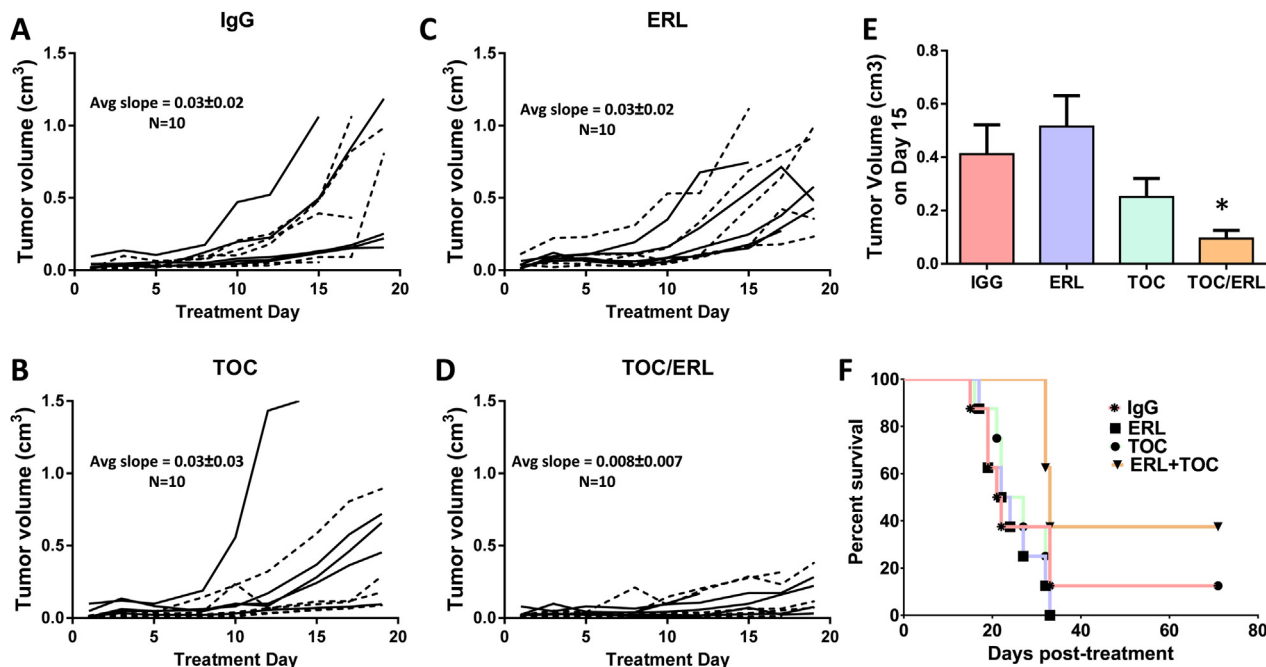 A
IgG
Tumor volume (cm³)
1.5
1.0
0.5
0.0
Avg slope = 0.03±0.02
N=10
0
5
10
15
20
Treatment Day
C
ERL
Tumor volume (cm³)
1.5
1.0
0.5
0.0
Avg slope = 0.03±0.02
N=10
0
5
10
15
20
Treatment Day
E
Tumor Volume (cm3)
on Day 15
0.8
0.6
0.4
0.2
0.0
*
IGG
ERL
TOC
TOC/ERL
B
TOC
Tumor volume (cm³)
1.5
1.0
0.5
0.0
Avg slope = 0.03±0.03
N=10
0
5
10
15
20
Treatment Day
D
TOC/ERL
Tumor volume (cm³)
1.5
1.0
0.5
0.0
Avg slope = 0.008±0.007
N=10
0
5
10
15
20
Treatment Day
F
Percent survival
100
80
60
40
20
0
IgG
ERL
TOC
ERL+TOC
0
20
40
60
80
Days post-treatment